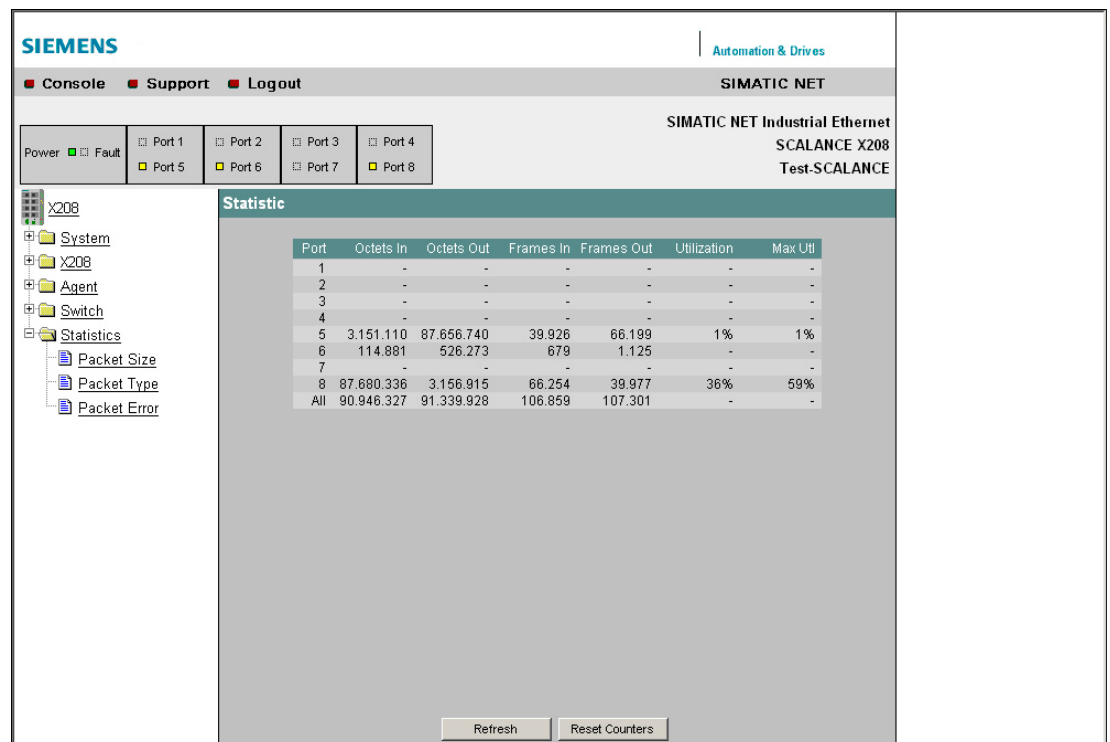 SIEMENS
Automation & Drives
Console Support Logout SIMATIC NET
SIMATIC NET Industrial Ethernet
SCALANCE X208
Test-SCALANCE
Power Fault
Port 1 Port 2 Port 3 Port 4
Port 5 Port 6 Port 7 Port 8
X208
System
X208
Agent
Switch
Statistics
Packet Size
Packet Type
Packet Error
Statistic
Port Octets In Octets Out Frames In Frames Out Utilization Max Utl
1 - - - - - -
2 - - - - - -
3 - - - - - -
4 - - - - - -
5 3.151.110 87.656.740 39.926 66.199 1% 1%
6 114.881 526.273 679 1.125 - -
7 - - - - - -
8 87.680.336 3.156.915 66.254 39.977 36% 59%
All 90.946.327 91.339.928 106.859 107.301 - -
Refresh Reset Counters